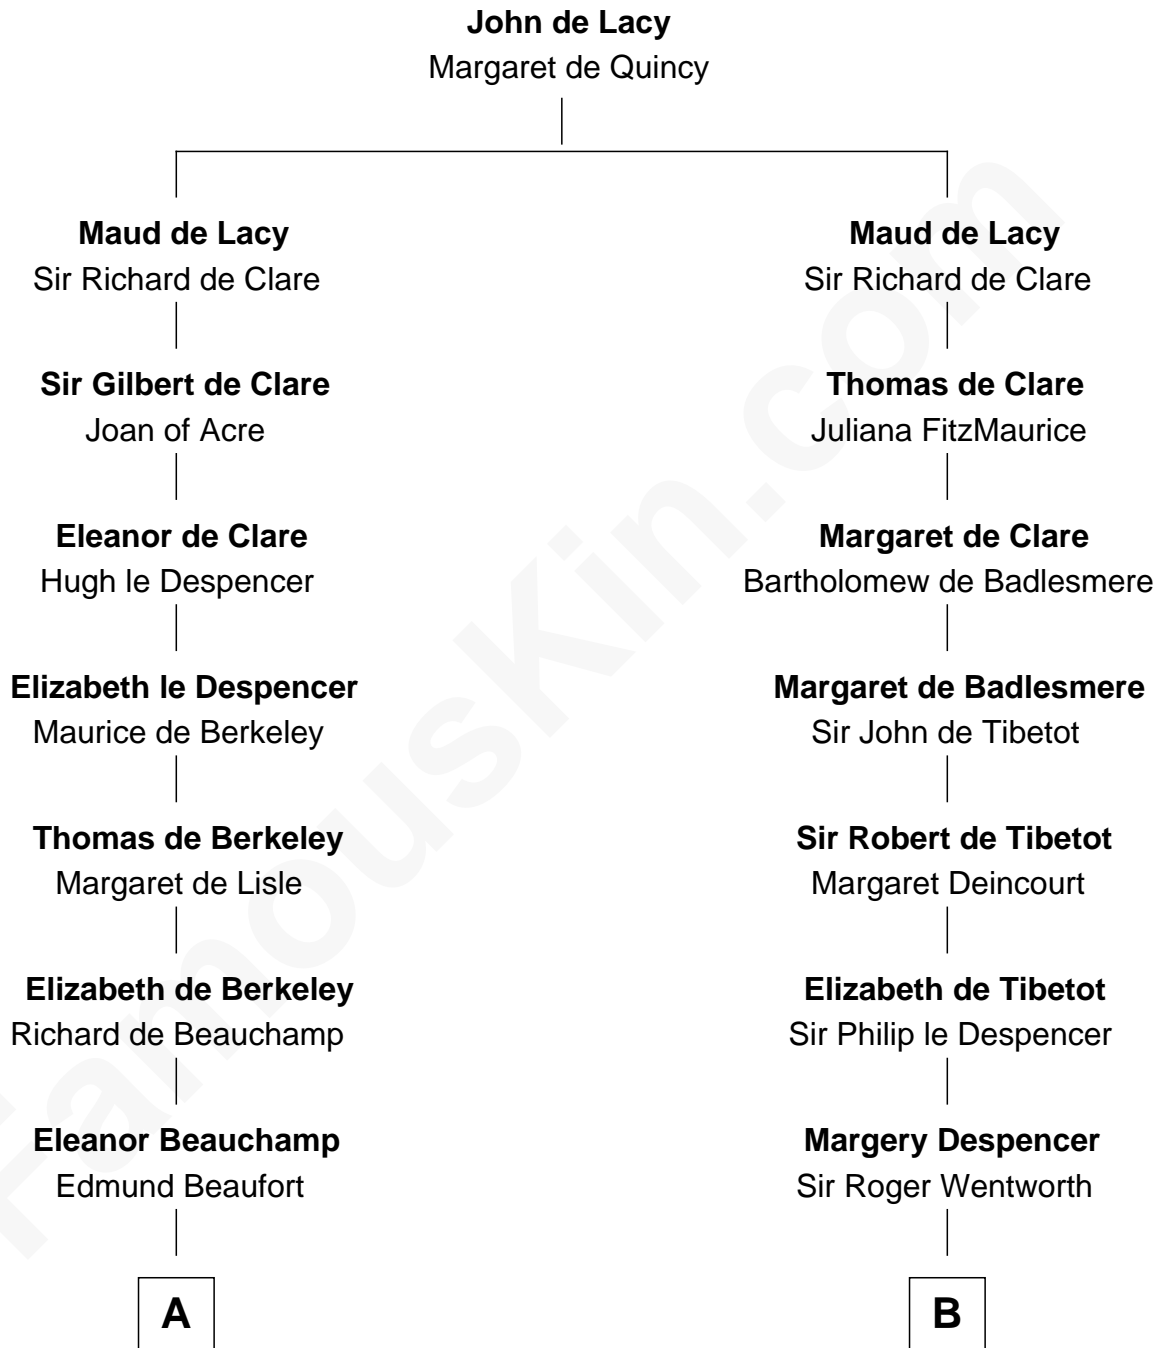 John de Lacy
Margaret de Quincy
Maud de Lacy
Sir Richard de Clare
Maud de Lacy
Sir Richard de Clare
Sir Gilbert de Clare
Joan of Acre
Thomas de Clare
Juliana FitzMaurice
Eleanor de Clare
Hugh le Despencer
Margaret de Clare
Bartholomew de Badlesmere
Elizabeth le Despencer
Maurice de Berkeley
Margaret de Badlesmere
Sir John de Tibetot
Thomas de Berkeley
Margaret de Lisle
Sir Robert de Tibetot
Margaret Deincourt
Elizabeth de Berkeley
Richard de Beauchamp
Elizabeth de Tibetot
Sir Philip le Despencer
Eleanor Beauchamp
Edmund Beaufort
Margery Despencer
Sir Roger Wentworth
A
B
FamousKin.com